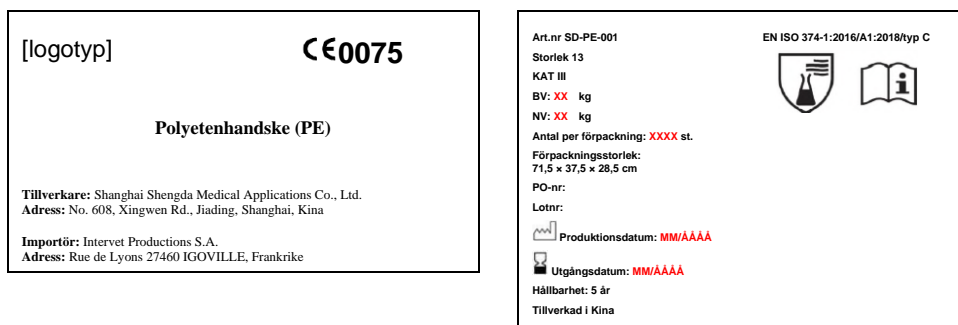 [logotyp]
CE0075
Polyetenhandske (PE)
Tillverkare: Shanghai Shengda Medical Applications Co., Ltd.
Adress: No. 608, Xingwen Rd., Jiading, Shanghai, Kina
Importör: Intervet Productions S.A.
Adress: Rue de Lyons 27460 IGOVILLE, Frankrike
Art.nr SD-PE-001
EN ISO 374-1:2016/A1:2018/typ C
Storlek 13
KAT III
BV: XX kg
NV: XX kg
Antal per förpackning: XXXX st.
Förpackningsstorlek:
71,5 × 37,5 × 28,5 cm
PO-nr:
Lotnr:
Produktionsdatum: MM/ÅÅÅÅ
Utgångsdatum: MM/ÅÅÅÅ
Hållbarhet: 5 år
Tillverkad i Kina